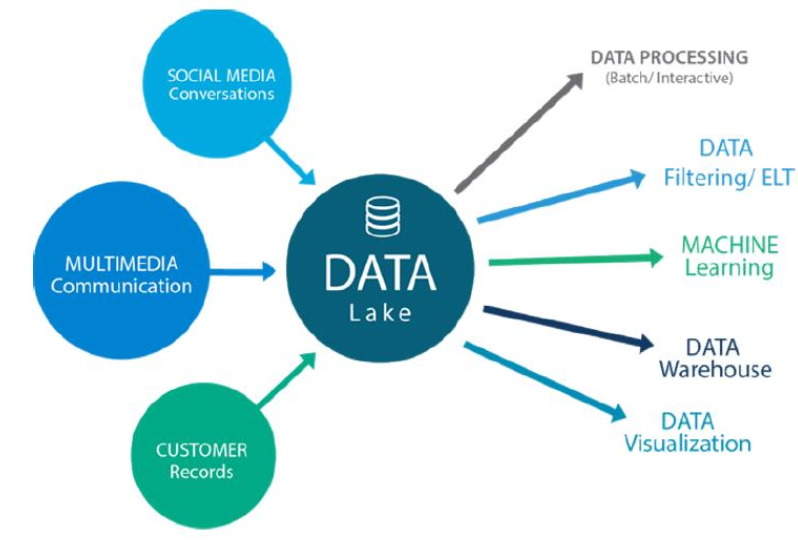 SOCIAL MEDIA
Conversations
MULTIMEDIA
Communication
CUSTOMER
Records
DATA
Lake
DATA PROCESSING
(Batch/ Interactive)
DATA
Filtering/ ELT
MACHINE
Learning
DATA
Warehouse
DATA
Visualization